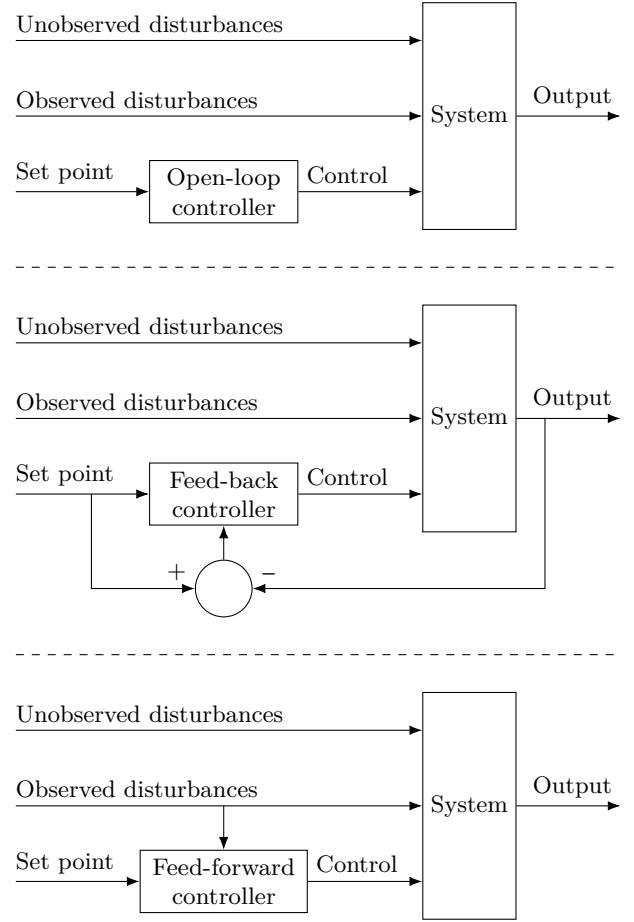 Unobserved disturbances
Observed disturbances
System
Output
Set point
Open-loop
controller
Control
Unobserved disturbances
Observed disturbances
System
Output
Set point
Feed-back
controller
Control
+
–
Unobserved disturbances
Observed disturbances
System
Output
Set point
Feed-forward
controller
Control